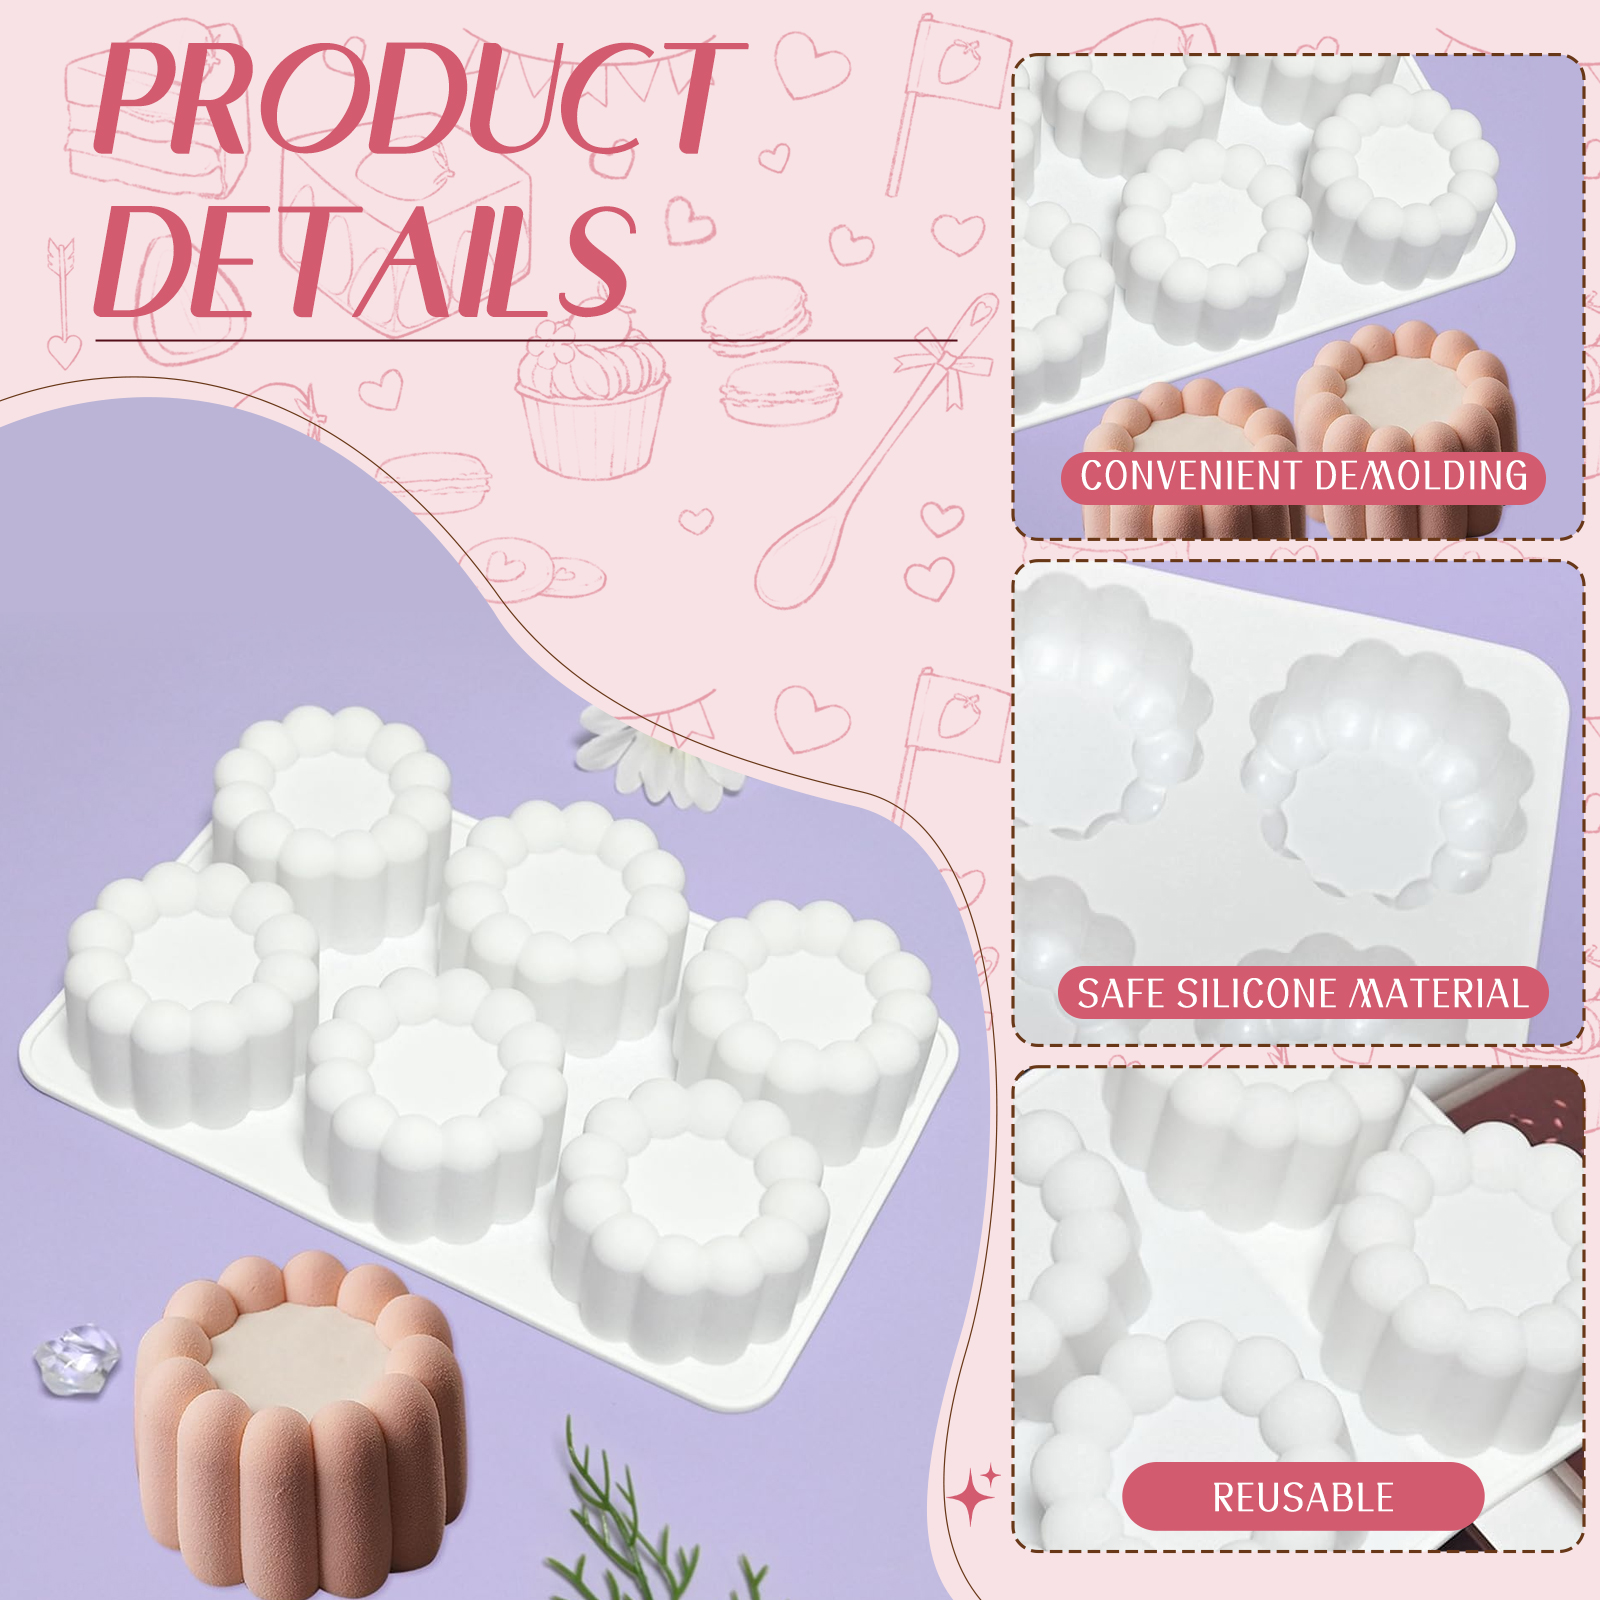 PRODUCT
DETAILS
CONVENIENT DEMOLDING
SAFE SILICONE MATERIAL
REUSABLE